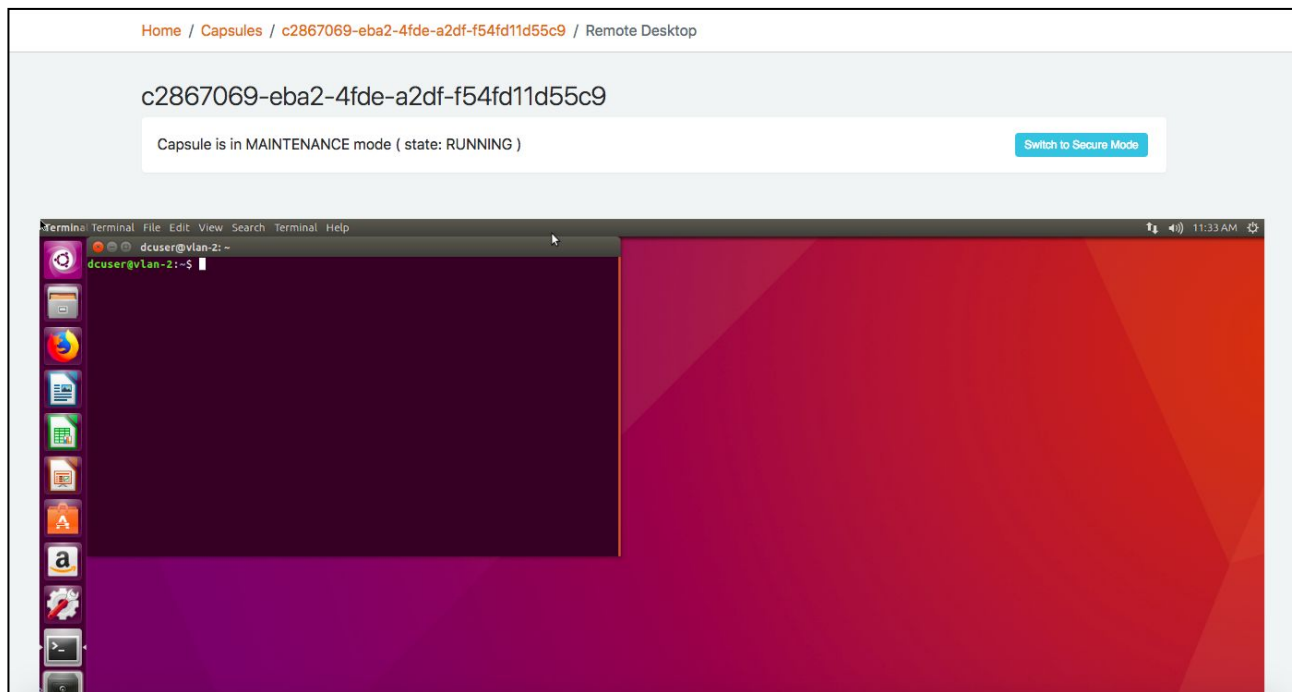 Home / Capsules / c2867069-eba2-4fde-a2df-f54fd11d55c9 / Remote Desktop
c2867069-eba2-4fde-a2df-f54fd11d55c9
Capsule is in MAINTENANCE mode ( state: RUNNING )
Switch to Secure Mode
Termina Terminal File Edit View Search Terminal Help
11:33 AM
dcuser@vlan-2: ~
dcuser@vlan-2:~$